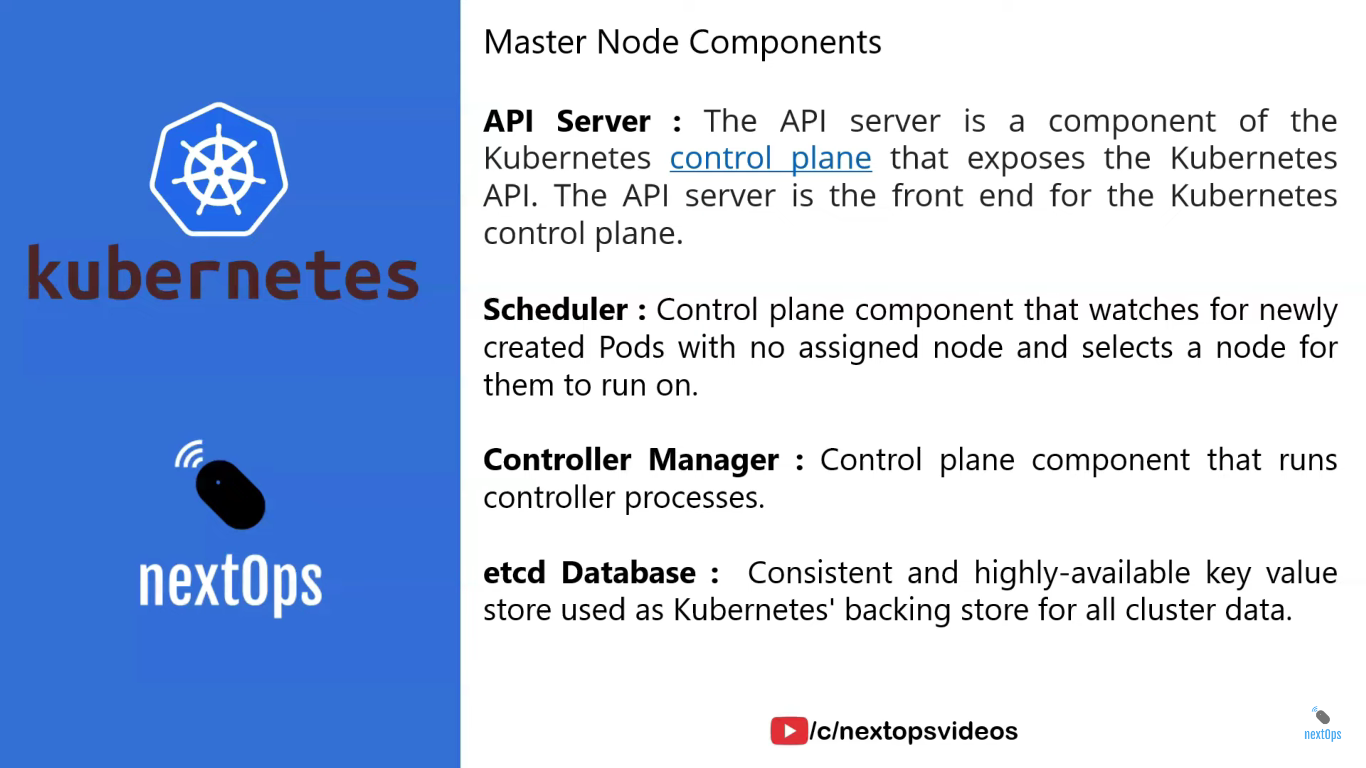 Master Node Components
API Server : The API server is a component of the
Kubernetes control plane that exposes the Kubernetes
API. The API server is the front end for the Kubernetes
control plane.
Scheduler : Control plane component that watches for newly
created Pods with no assigned node and selects a node for
them to run on.
Controller Manager : Control plane component that runs
controller processes.
etcd Database : Consistent and highly-available key value
store used as Kubernetes' backing store for all cluster data.
kubernetes
nextOps
/c/nextopsvideos
nextOps